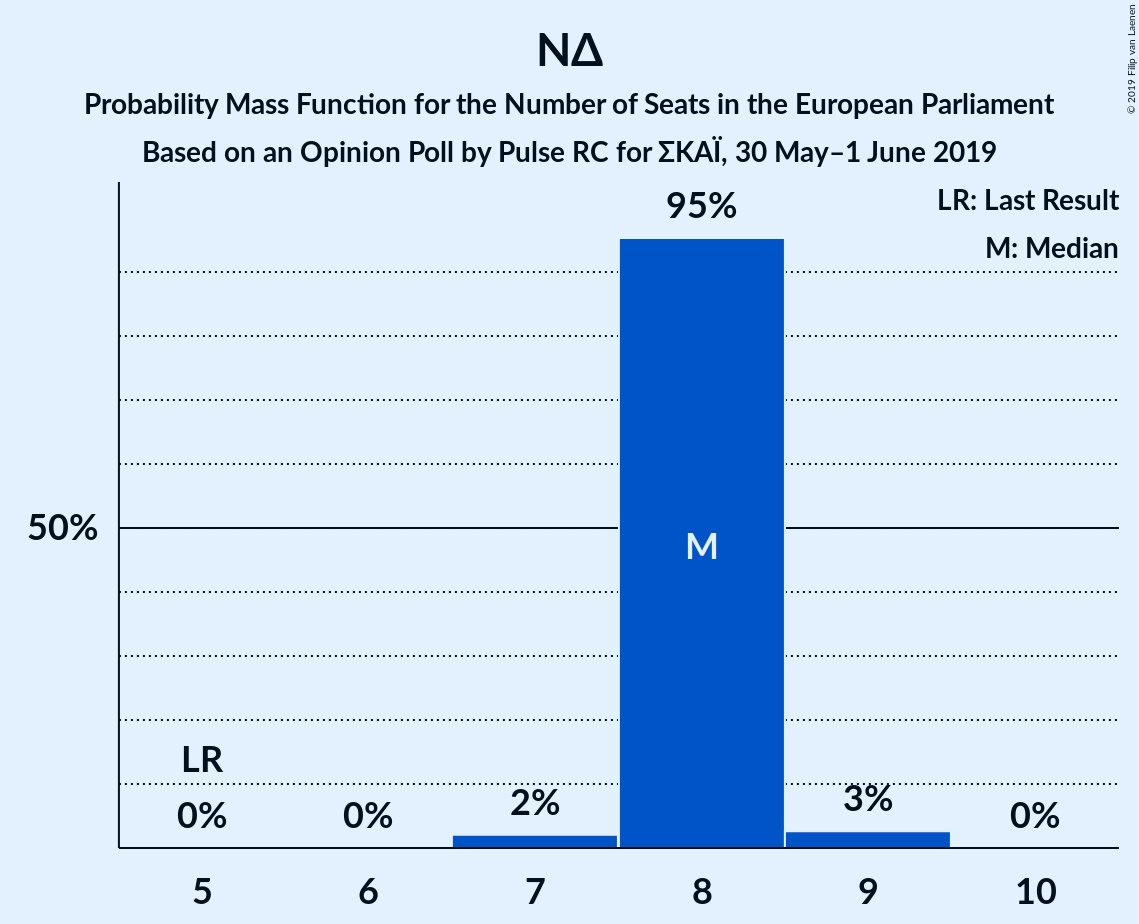 ΝΔ
Probability Mass Function for the Number of Seats in the European Parliament
Based on an Opinion Poll by Pulse RC for ΣΚΑΪ, 30 May–1 June 2019
© 2019 Filip van Laenen
LR: Last Result
M: Median
95%
50%
M
LR
0%
0%
2%
3%
0%
5
6
7
8
9
10